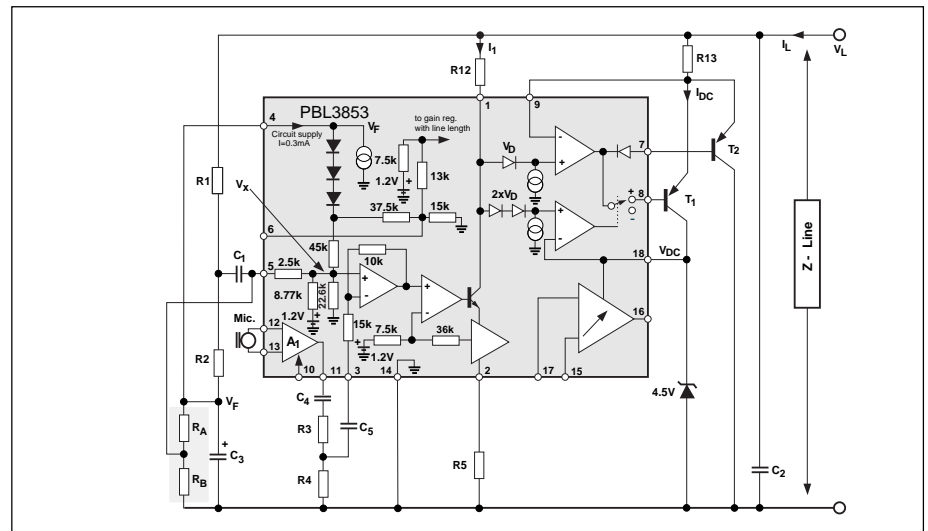 I1
IL
VL
R12
R13
IDC
1
9
PBL3853
4
Circuit supply
I=0.3mA
VF
to gain reg.
with line length
7.5k
1.2V
+
13k
VD
-
+
7
T2
8
T1
+
-
R1
Vx
37.5k
15k
2xVD
+
-
VDC
18
6
45k
C1
5
2.5k
10k
8.77k
22.6k
+
-
+
-
1.2V
+
Mic.
12
13
A1
15k
+
7.5k
36k
1.2V
16
R2
10
11
3
14
2
17
15
4.5V
Z - Line
VF
C4
RA
+
C3
R3
C5
RB
R4
R5
C2